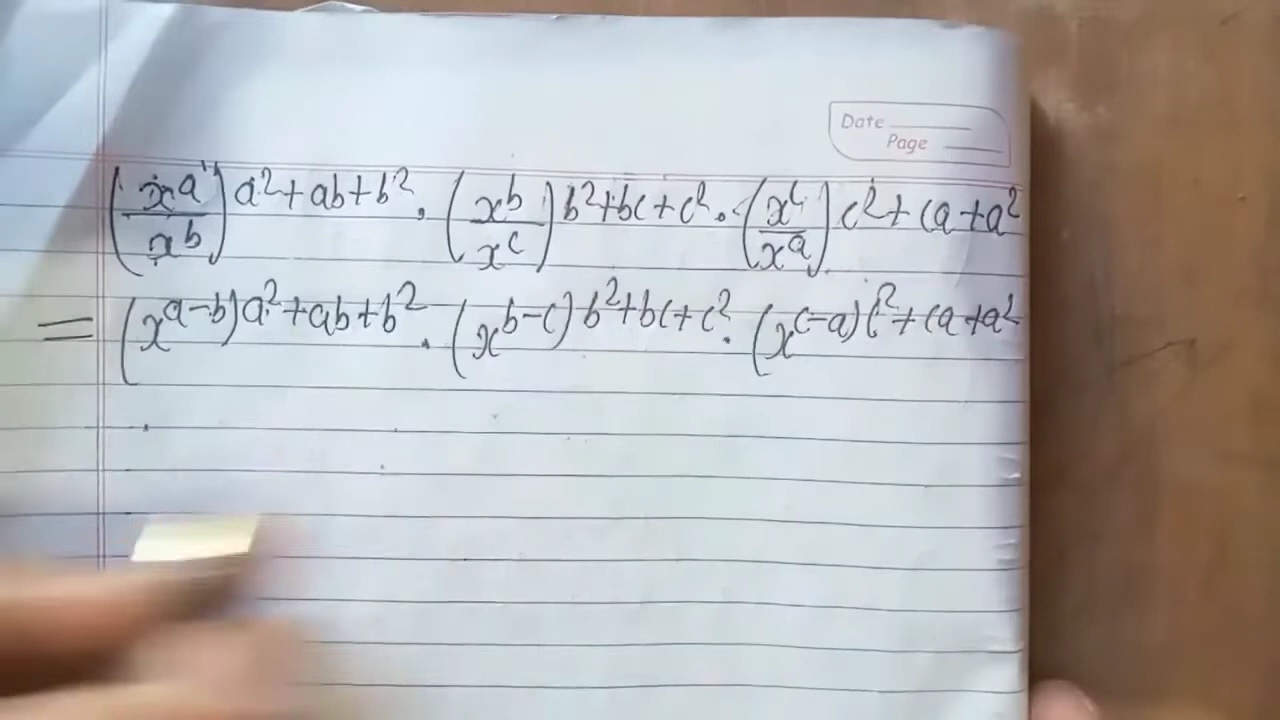 Date
Page
(x^a/x^b)^a²+ab+b² . (x^b/x^c)^b²+bc+c² . (x^c/x^a)^c²+ca+a²
= (x^a-b)^a²+ab+b² . (x^b-c)^b²+bc+c² . (x^c-a)^c²+ca+a²